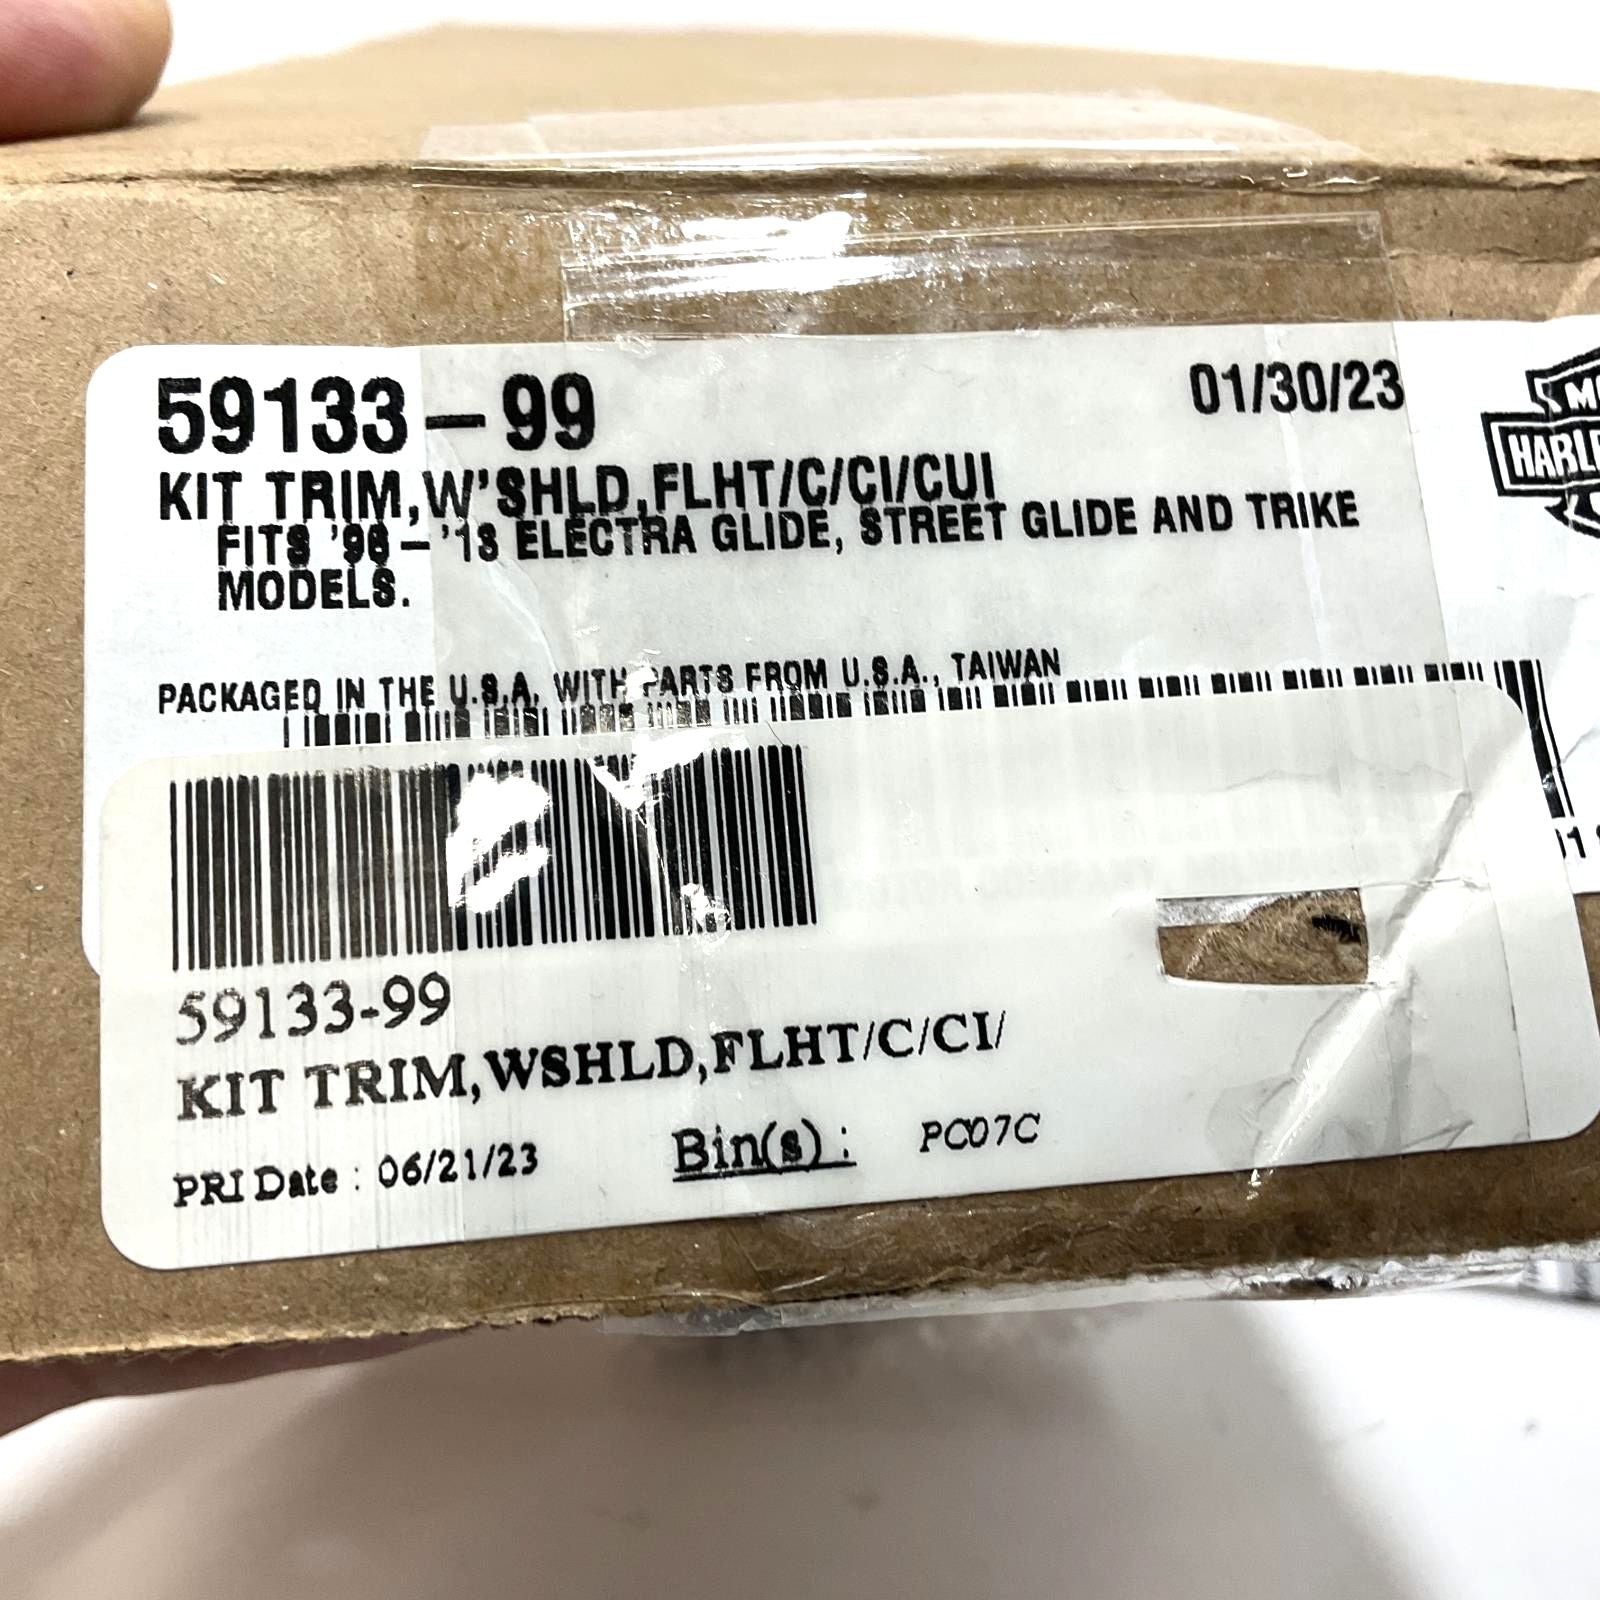 59133-99
01/30/23
KIT TRIM,W'SHLD,FLHT/C/CI/CUI
FITS '96-'13 ELECTRA GLIDE, STREET GLIDE AND TRIKE
MODELS.
PACKAGED IN THE U.S.A. WITH PARTS FROM U.S.A., TAIWAN
59133-99
KIT TRIM,WSHLD,FLHT/C/CI/
PRI Date : 06/21/23
Bin(s) : PC07C